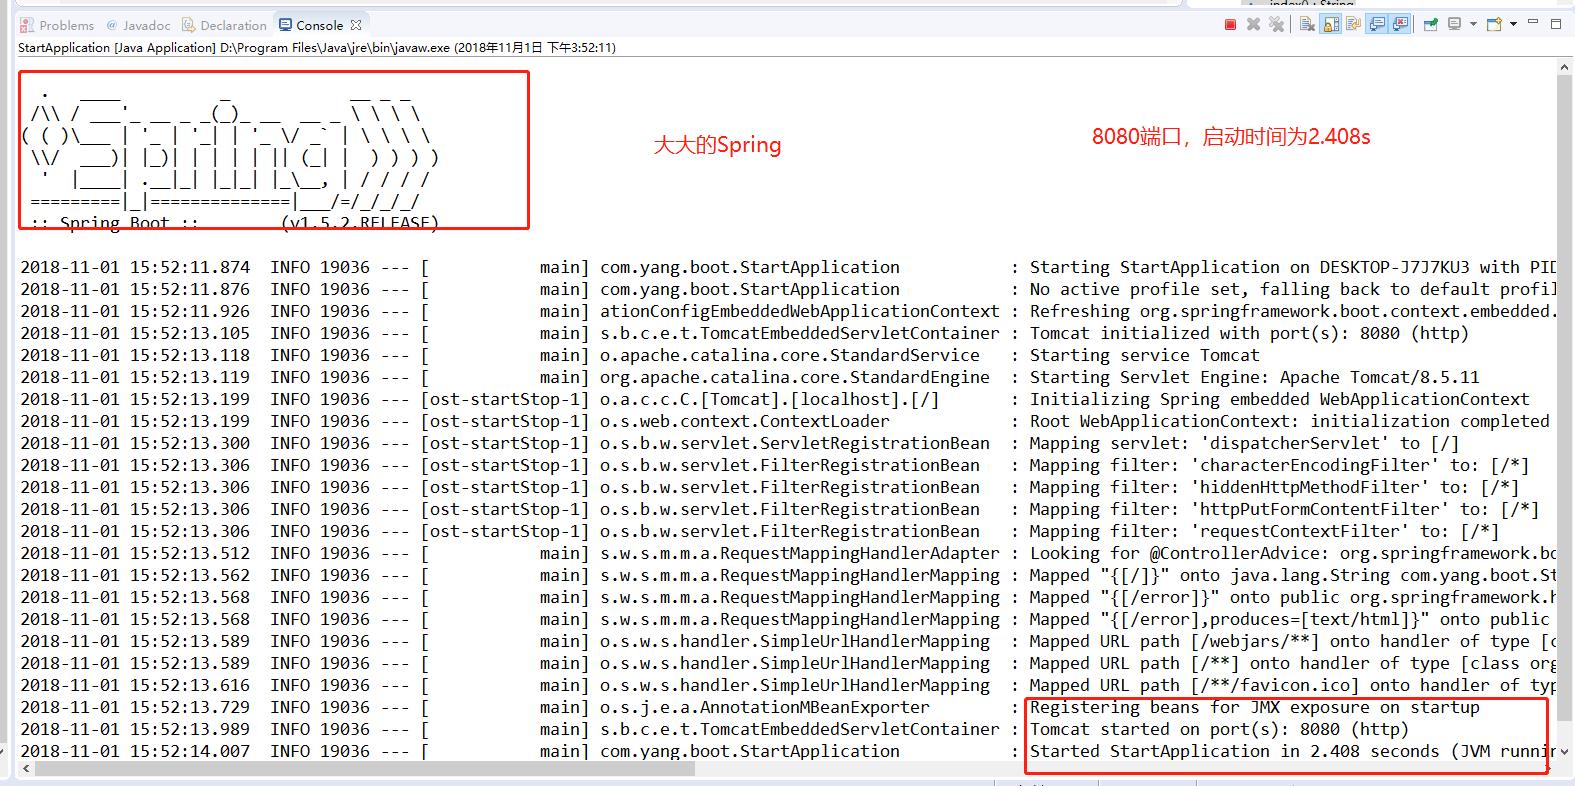 index0 : String
Problems @ Javadoc Declaration Console
StartApplication [Java Application] D:\Program Files\Java\jre\bin\javaw.exe (2018年11月1日 下午3:52:11)
  .   ____          _            __ _ _
 /\\ / ___'_ __ _ _(_)_ __  __ _ \ \ \ \
( ( )\___ | '_ | '_| | '_ \/ _` | \ \ \ \
 \\/  ___)| |_)| | | | | || (_| |  ) ) ) )
  '  |____| .__|_| |_|_| |_\__, | / / / /
 =========|_|==============|___/=/_/_/_/
 :: Spring Boot ::        (v1.5.2.RELEASE)
大大的Spring
8080端口，启动时间为2.408s
2018-11-01 15:52:11.874  INFO 19036 --- [           main] com.yang.boot.StartApplication           : Starting StartApplication on DESKTOP-J7J7KU3 with PID
2018-11-01 15:52:11.876  INFO 19036 --- [           main] com.yang.boot.StartApplication           : No active profile set, falling back to default profil
2018-11-01 15:52:11.926  INFO 19036 --- [           main] ationConfigEmbeddedWebApplicationContext : Refreshing org.springframework.boot.context.embedded.
2018-11-01 15:52:13.105  INFO 19036 --- [           main] s.b.c.e.t.TomcatEmbeddedServletContainer : Tomcat initialized with port(s): 8080 (http)
2018-11-01 15:52:13.118  INFO 19036 --- [           main] o.apache.catalina.core.StandardService   : Starting service Tomcat
2018-11-01 15:52:13.119  INFO 19036 --- [           main] org.apache.catalina.core.StandardEngine  : Starting Servlet Engine: Apache Tomcat/8.5.11
2018-11-01 15:52:13.199  INFO 19036 --- [ost-startStop-1] o.a.c.c.C.[Tomcat].[localhost].[/]       : Initializing Spring embedded WebApplicationContext
2018-11-01 15:52:13.199  INFO 19036 --- [ost-startStop-1] o.s.web.context.ContextLoader            : Root WebApplicationContext: initialization completed
2018-11-01 15:52:13.300  INFO 19036 --- [ost-startStop-1] o.s.b.w.servlet.ServletRegistrationBean  : Mapping servlet: 'dispatcherServlet' to [/]
2018-11-01 15:52:13.306  INFO 19036 --- [ost-startStop-1] o.s.b.w.servlet.FilterRegistrationBean   : Mapping filter: 'characterEncodingFilter' to: [/*]
2018-11-01 15:52:13.306  INFO 19036 --- [ost-startStop-1] o.s.b.w.servlet.FilterRegistrationBean   : Mapping filter: 'hiddenHttpMethodFilter' to: [/*]
2018-11-01 15:52:13.306  INFO 19036 --- [ost-startStop-1] o.s.b.w.servlet.FilterRegistrationBean   : Mapping filter: 'httpPutFormContentFilter' to: [/*]
2018-11-01 15:52:13.306  INFO 19036 --- [ost-startStop-1] o.s.b.w.servlet.FilterRegistrationBean   : Mapping filter: 'requestContextFilter' to: [/*]
2018-11-01 15:52:13.512  INFO 19036 --- [           main] s.w.s.m.m.a.RequestMappingHandlerAdapter : Looking for @ControllerAdvice: org.springframework.bo
2018-11-01 15:52:13.562  INFO 19036 --- [           main] s.w.s.m.m.a.RequestMappingHandlerMapping : Mapped "{[/]}" onto java.lang.String com.yang.boot.St
2018-11-01 15:52:13.568  INFO 19036 --- [           main] s.w.s.m.m.a.RequestMappingHandlerMapping : Mapped "{[/error]}" onto public org.springframework.h
2018-11-01 15:52:13.568  INFO 19036 --- [           main] s.w.s.m.m.a.RequestMappingHandlerMapping : Mapped "{[/error],produces=[text/html]}" onto public
2018-11-01 15:52:13.589  INFO 19036 --- [           main] o.s.w.s.handler.SimpleUrlHandlerMapping  : Mapped URL path [/webjars/**] onto handler of type [c
2018-11-01 15:52:13.589  INFO 19036 --- [           main] o.s.w.s.handler.SimpleUrlHandlerMapping  : Mapped URL path [/**] onto handler of type [class org
2018-11-01 15:52:13.616  INFO 19036 --- [           main] o.s.w.s.handler.SimpleUrlHandlerMapping  : Mapped URL path [/**/favicon.ico] onto handler of typ
2018-11-01 15:52:13.729  INFO 19036 --- [           main] o.s.j.e.a.AnnotationMBeanExporter        : Registering beans for JMX exposure on startup
2018-11-01 15:52:13.989  INFO 19036 --- [           main] s.b.c.e.t.TomcatEmbeddedServletContainer : Tomcat started on port(s): 8080 (http)
2018-11-01 15:52:14.007  INFO 19036 --- [           main] com.yang.boot.StartApplication           : Started StartApplication in 2.408 seconds (JVM runnin